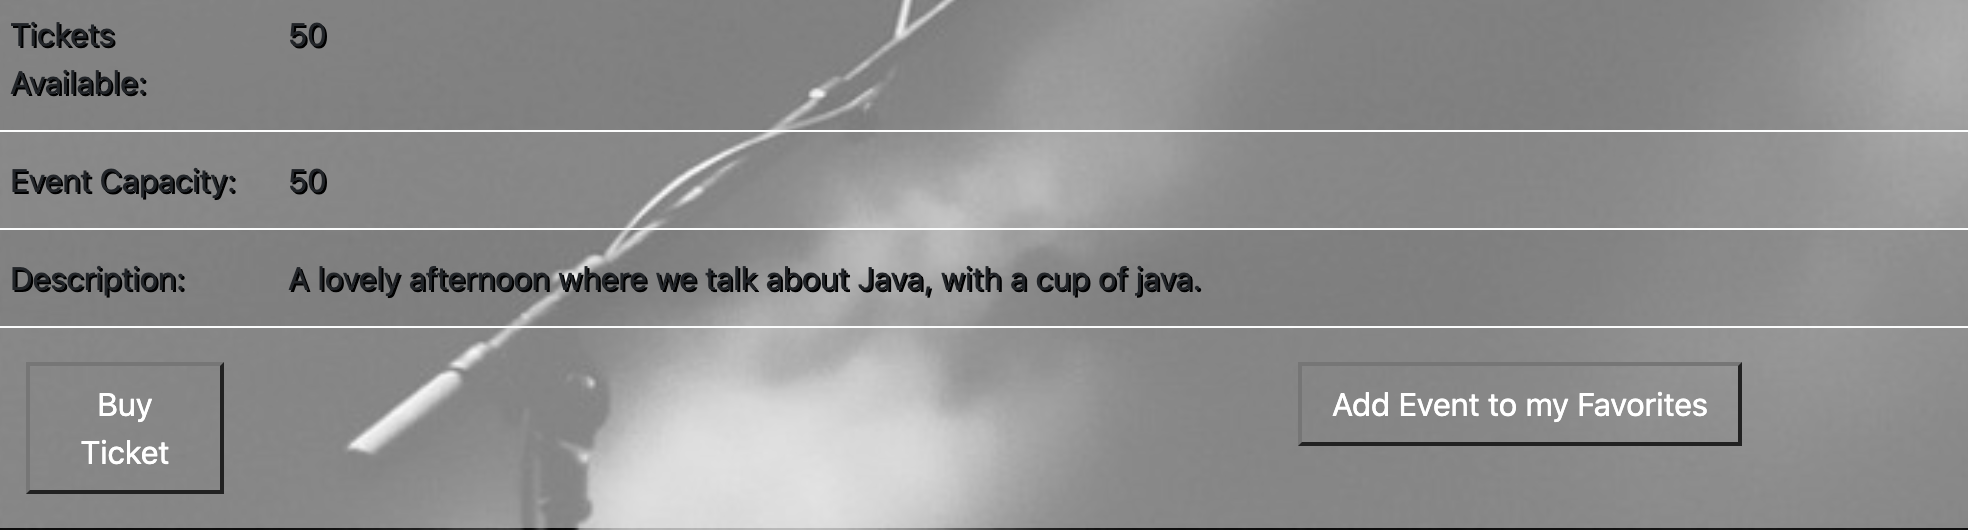 Tickets Available: 50
Event Capacity: 50
Description: A lovely afternoon where we talk about Java, with a cup of java.
Buy Ticket
Add Event to my Favorites